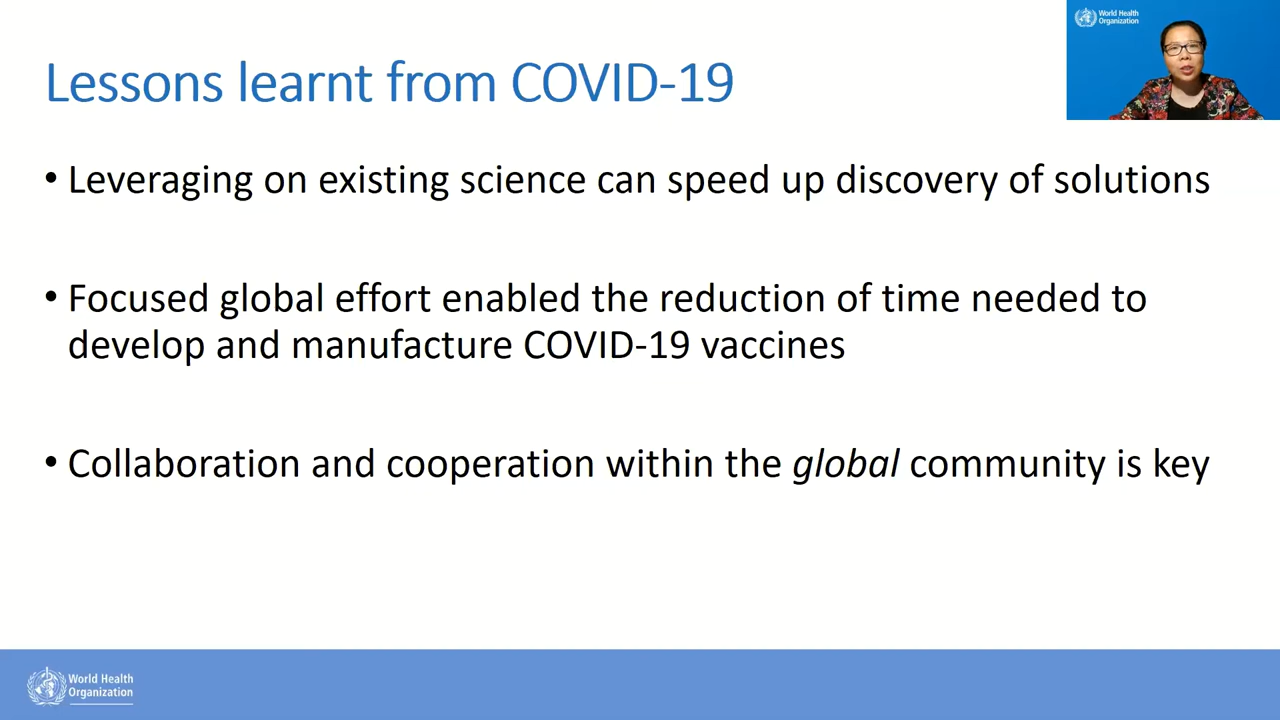 World Health
Organization
Lessons learnt from COVID-19
• Leveraging on existing science can speed up discovery of solutions
• Focused global effort enabled the reduction of time needed to
develop and manufacture COVID-19 vaccines
• Collaboration and cooperation within the global community is key
World Health
Organization